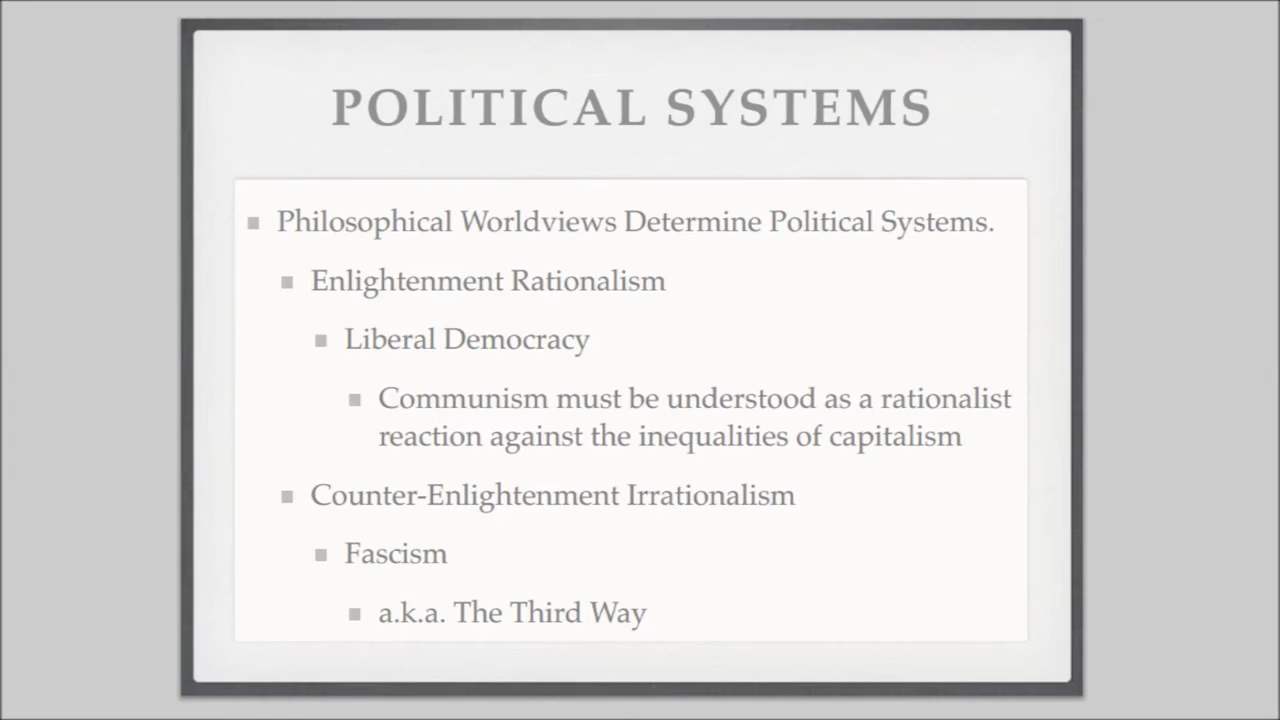 POLITICAL SYSTEMS
Philosophical Worldviews Determine Political Systems.
Enlightenment Rationalism
Liberal Democracy
Communism must be understood as a rationalist
reaction against the inequalities of capitalism
Counter-Enlightenment Irrationalism
Fascism
a.k.a. The Third Way